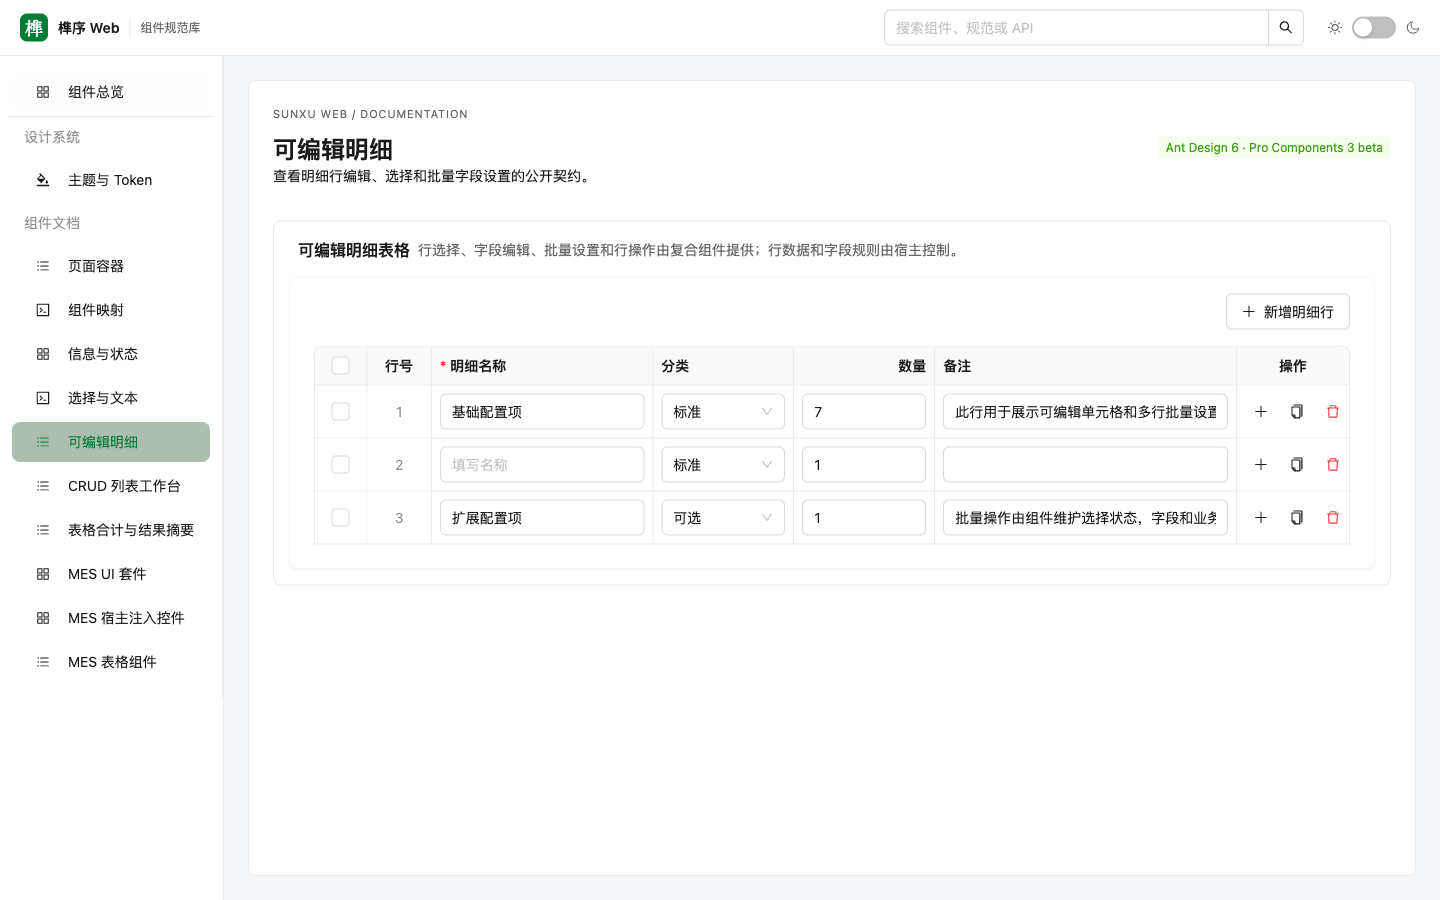 榫 榫序 Web 组件规范库 搜索组件、规范或 API
组件总览
设计系统
主题与 Token
组件文档
页面容器
组件映射
信息与状态
选择与文本
可编辑明细
CRUD 列表工作台
表格合计与结果摘要
MES UI 套件
MES 宿主注入控件
MES 表格组件
SUNXU WEB / DOCUMENTATION
可编辑明细
Ant Design 6 · Pro Components 3 beta
查看明细行编辑、选择和批量字段设置的公开契约。
可编辑明细表格 行选择、字段编辑、批量设置和行操作由复合组件提供；行数据和字段规则由宿主控制。
新增明细行
行号 * 明细名称 分类 数量 备注 操作
1 基础配置项 标准 7 此行用于展示可编辑单元格和多行批量设置
2 填写名称 标准 1
3 扩展配置项 可选 1 批量操作由组件维护选择状态，字段和业务